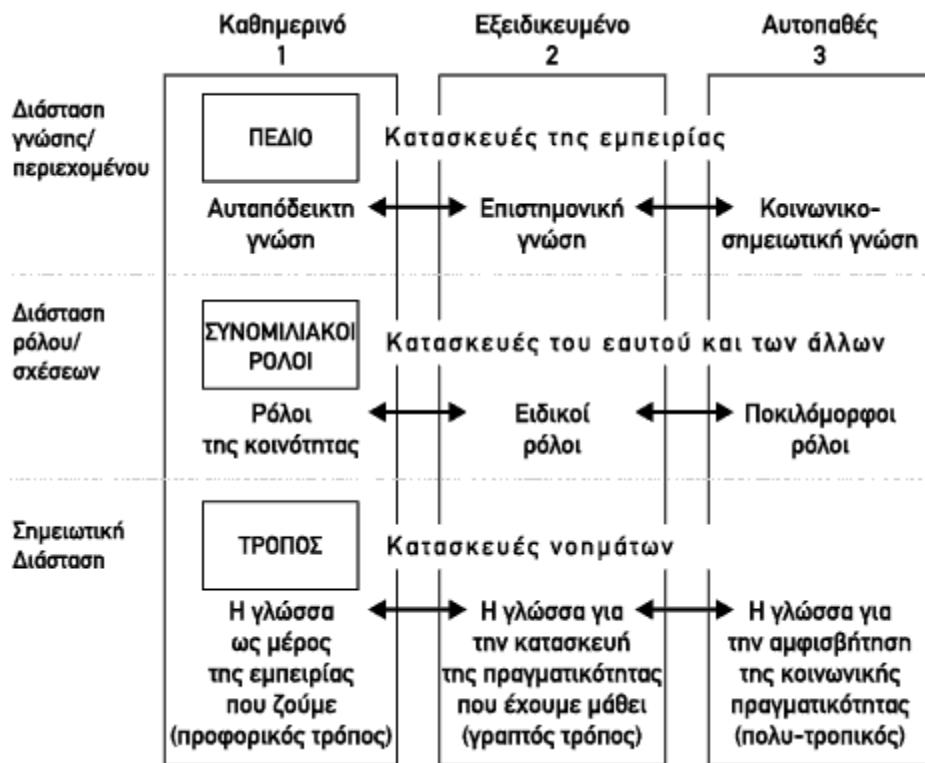 Καθημερινό
1
Εξειδικευμένο
2
Αυτοπαθές
3
Διάσταση
γνώσης/
περιεχομένου
ΠΕΔΙΟ
Κατασκευές της εμπειρίας
Αυταπόδεικτη
γνώση
Επιστημονική
γνώση
Κοινωνικο-
σημειωτική γνώση
Διάσταση
ρόλου/
σχέσεων
ΣΥΝΟΜΙΛΙΑΚΟΙ
ΡΟΛΟΙ
Κατασκευές του εαυτού και των άλλων
Ρόλοι
της κοινότητας
Ειδικοί
ρόλοι
Ποκιλόμορφοι
ρόλοι
Σημειωτική
Διάσταση
ΤΡΟΠΟΣ
Κατασκευές νοημάτων
Η γλώσσα
ως μέρος
της εμπειρίας
που ζούμε
(προφορικός τρόπος)
Η γλώσσα για
την κατασκευή
της πραγματικότητας
που έχουμε μάθει
(γραπτός τρόπος)
Η γλώσσα για
την αμφισβήτηση
της κοινωνικής
πραγματικότητας
(πολυ-τροπικός)